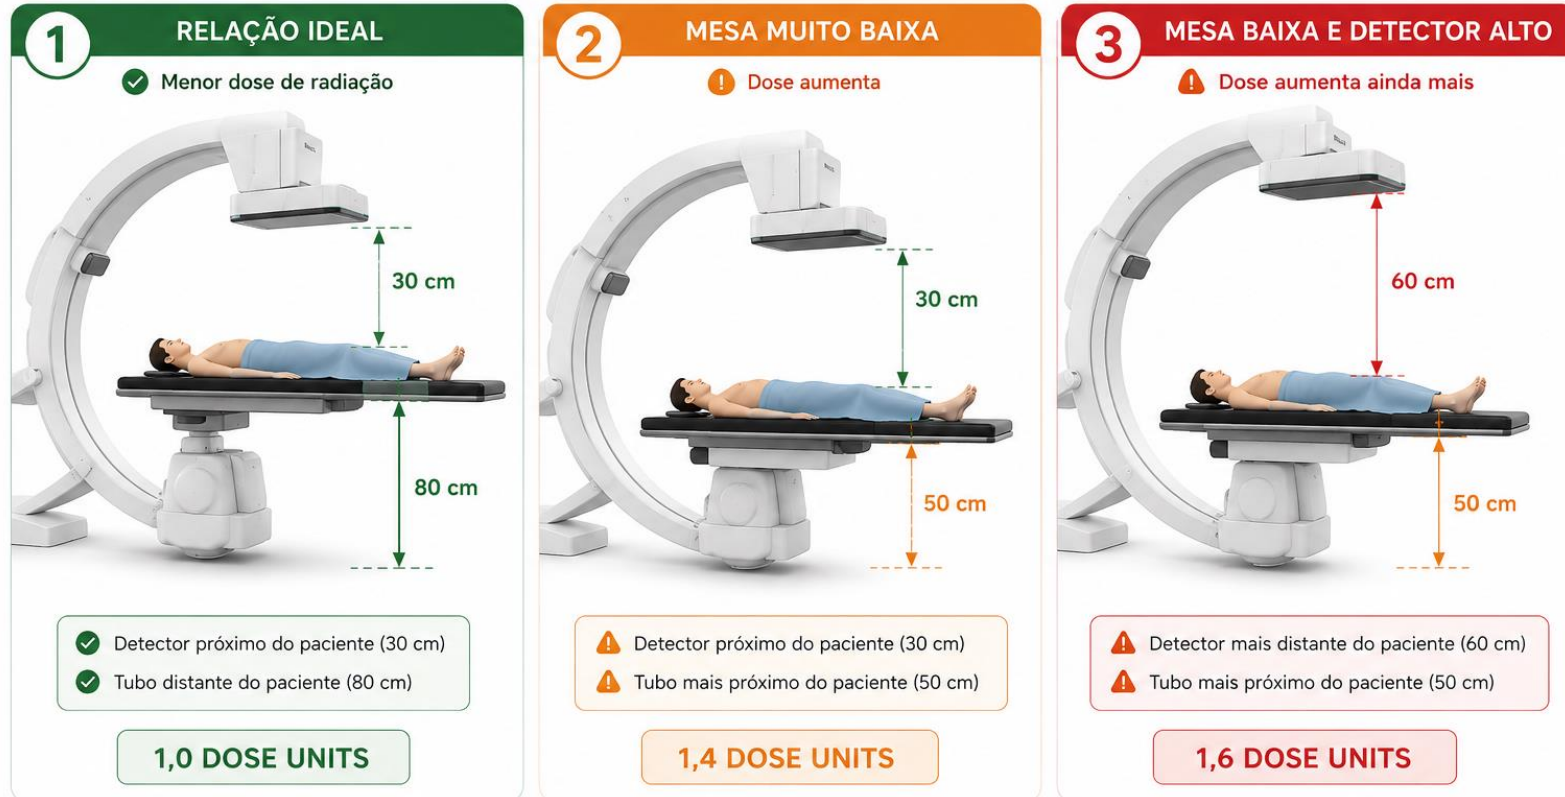 1
RELAÇÃO IDEAL
Menor dose de radiação
30 cm
80 cm
Detector próximo do paciente (30 cm)
Tubo distante do paciente (80 cm)
1,0 DOSE UNITS
2
MESA MUITO BAIXA
Dose aumenta
30 cm
50 cm
Detector próximo do paciente (30 cm)
Tubo mais próximo do paciente (50 cm)
1,4 DOSE UNITS
3
MESA BAIXA E DETECTOR ALTO
Dose aumenta ainda mais
60 cm
50 cm
Detector mais distante do paciente (60 cm)
Tubo mais próximo do paciente (50 cm)
1,6 DOSE UNITS